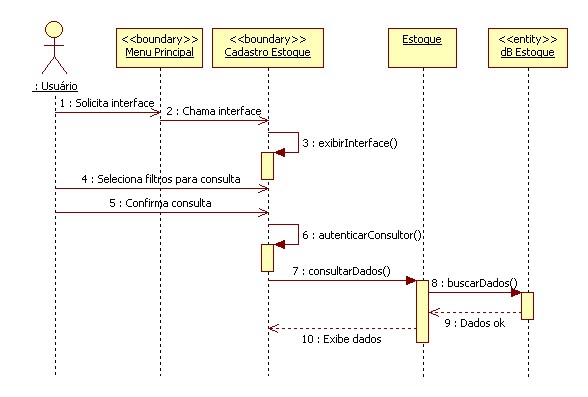 <<boundary>>
Menu Principal
<<boundary>>
Cadastro Estoque
Estoque
<<entity>>
dB Estoque
: Usuário
1 : Solicita interface
2 : Chama interface
3 : exibirInterface()
4 : Seleciona filtros para consulta
5 : Confirma consulta
6 : autenticarConsultor()
7 : consultarDados()
8 : buscarDados()
9 : Dados ok
10 : Exibe dados